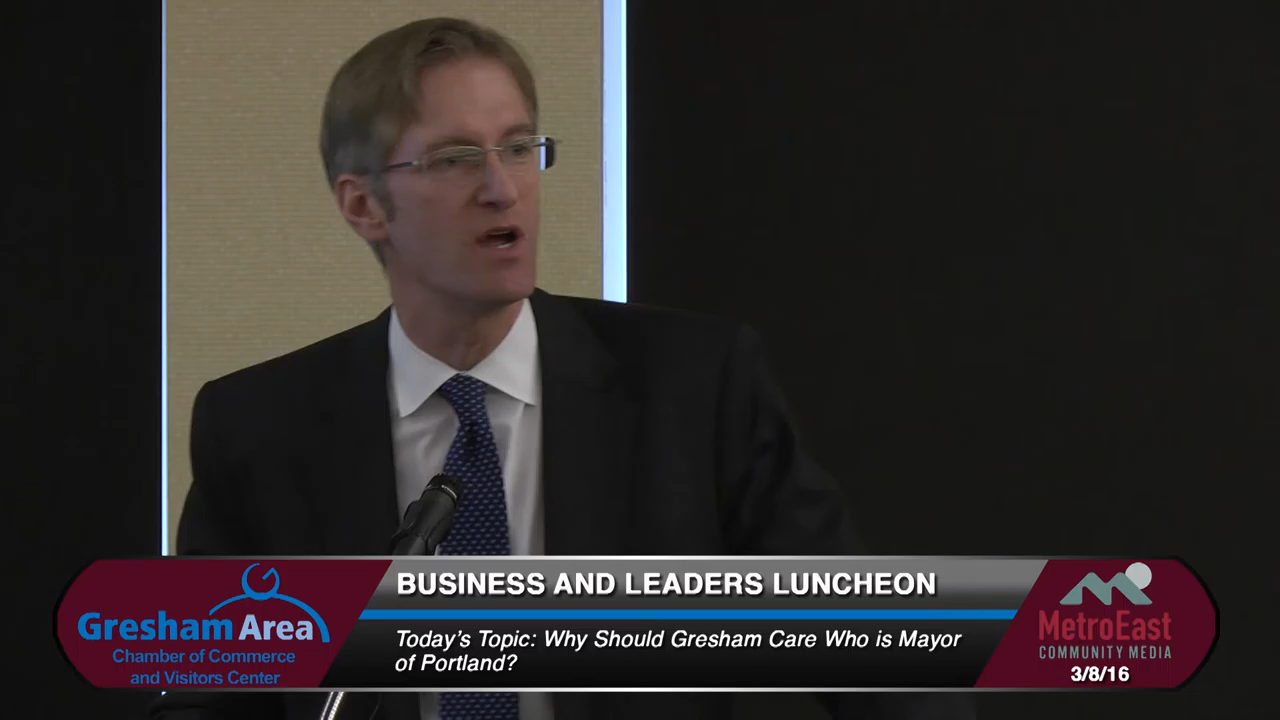 BUSINESS AND LEADERS LUNCHEON
Today's Topic: Why Should Gresham Care Who is Mayor
of Portland?
Gresham Area
Chamber of Commerce
and Visitors Center
MetroEast
COMMUNITY MEDIA
3/8/16